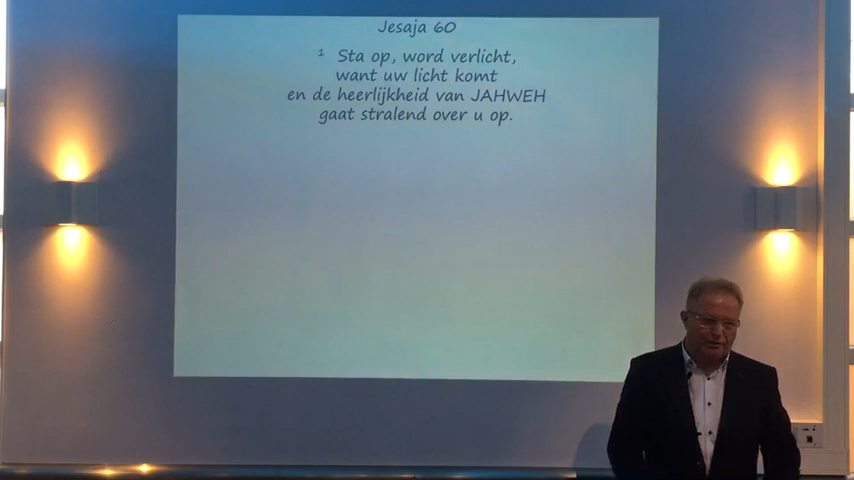 Jesaja 60
1 Sta op, word verlicht,
want uw licht komt
en de heerlijkheid van JAHWEH
gaat stralend over u op.